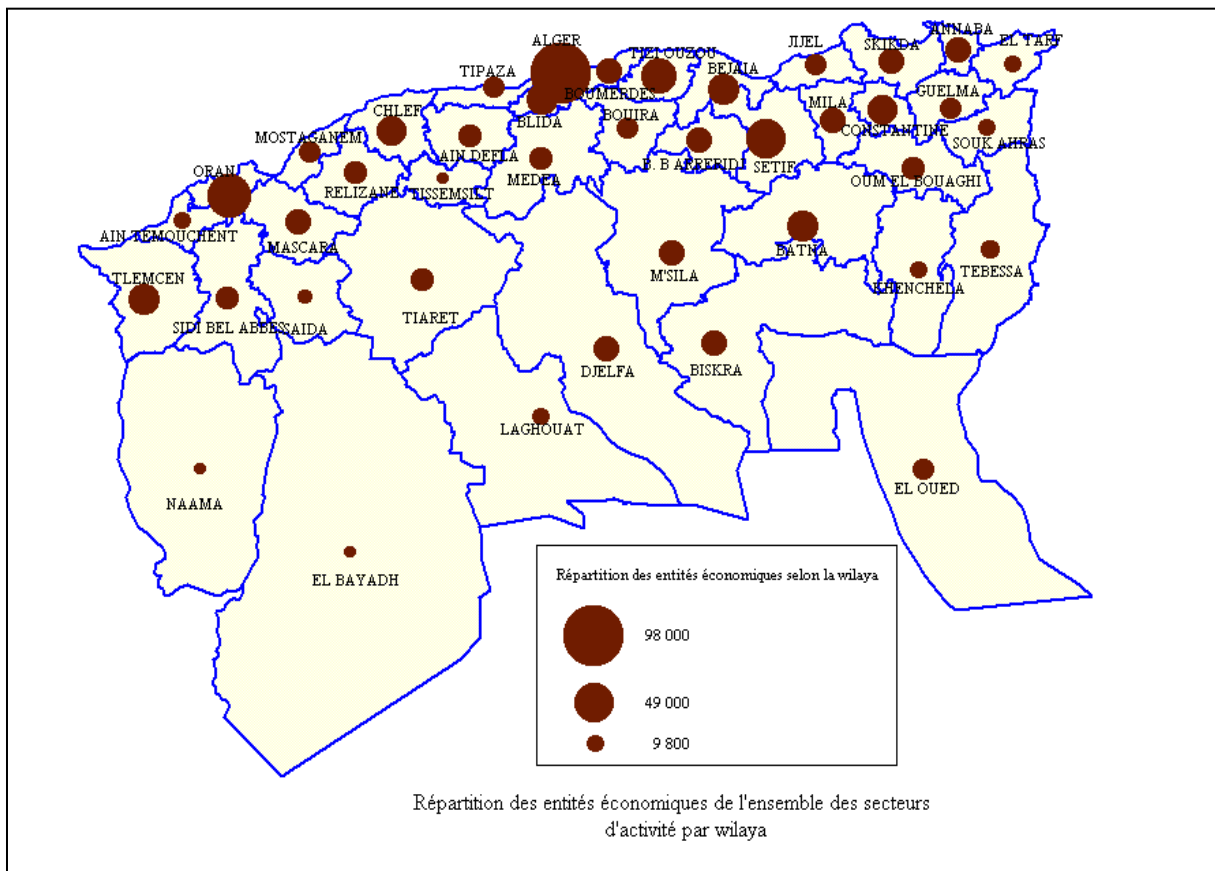 ALGER
TIZI OUZOU
JIJEL
SKIKDA
ANNABA
EL TARF
TIPAZA
BEJAIA
BOUMERDES
GUELMA
CHLEF
BLIDA
BOUIRA
MILA
CONSTANTINE
MOSTAGANEM
AIN DEFLA
SOUK AHRAS
ORAN
RELIZANE
TISSEMSILT
MEDEA
B. B ARRERIDJ
SETIF
OUM EL BOUAGHI
AIN TEMOUCHENT
MASCARA
BATNA
TLEMCEN
M'SILA
KHENCHELA
TEBESSA
SIDI BEL ABBES
SAIDA
TIARET
DJELFA
BISKRA
LAGHOUAT
NAAMA
EL OUED
EL BAYADH
Répartition des entités économiques selon la wilaya
98 000
49 000
9 800
Répartition des entités économiques de l'ensemble des secteurs
d'activité par wilaya